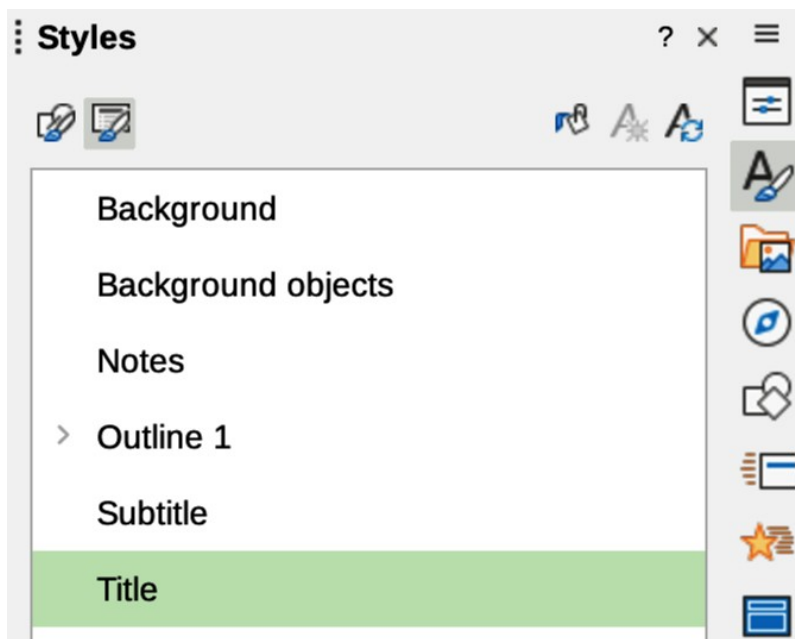 Styles
?
Background
Background objects
Notes
Outline 1
Subtitle
Title